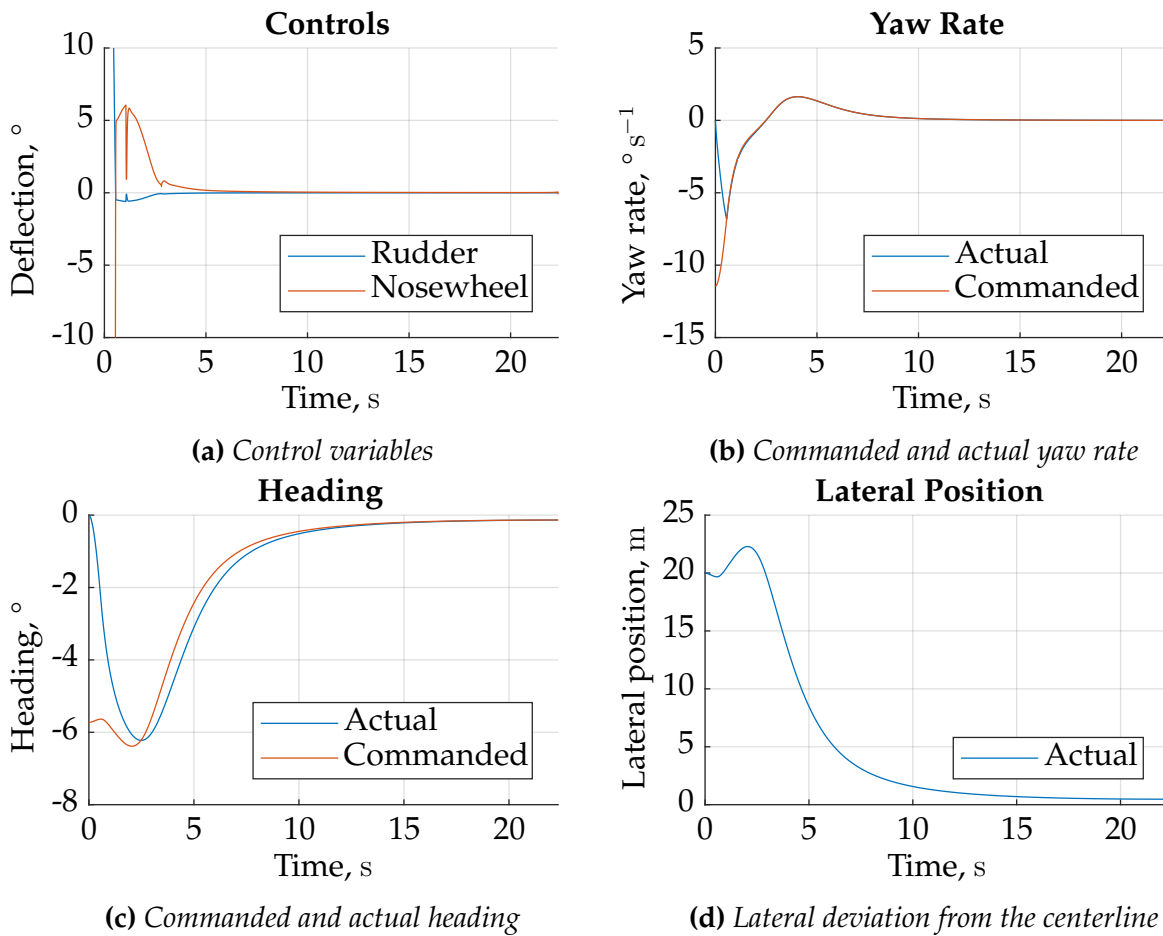 Controls
10
5
0
-5
-10
Deflection, °
Rudder
Nosewheel
0 5 10 15 20
Time, s
(a) Control variables
Yaw Rate
5
0
-5
-10
-15
Yaw rate, ° s−1
Actual
Commanded
0 5 10 15 20
Time, s
(b) Commanded and actual yaw rate
Heading
0
-2
-4
-6
-8
Heading, °
Actual
Commanded
0 5 10 15 20
Time, s
(c) Commanded and actual heading
Lateral Position
25
20
15
10
5
0
Lateral position, m
Actual
0 5 10 15 20
Time, s
(d) Lateral deviation from the centerline